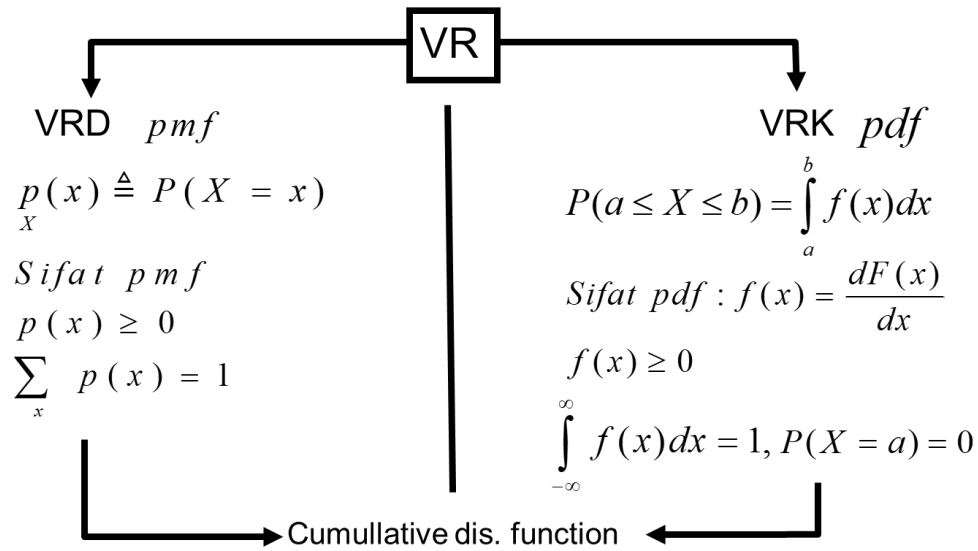 VR
VRD pmf
p_X(x) ≜ P(X = x)
Sifat pmf
p(x) ≥ 0
∑_x p(x) = 1
VRK pdf
P(a ≤ X ≤ b) = ∫_a^b f(x)dx
Sifat pdf : f(x) = dF(x)/dx
f(x) ≥ 0
∫_{-∞}^{∞} f(x)dx = 1, P(X = a) = 0
Cumullative dis. function